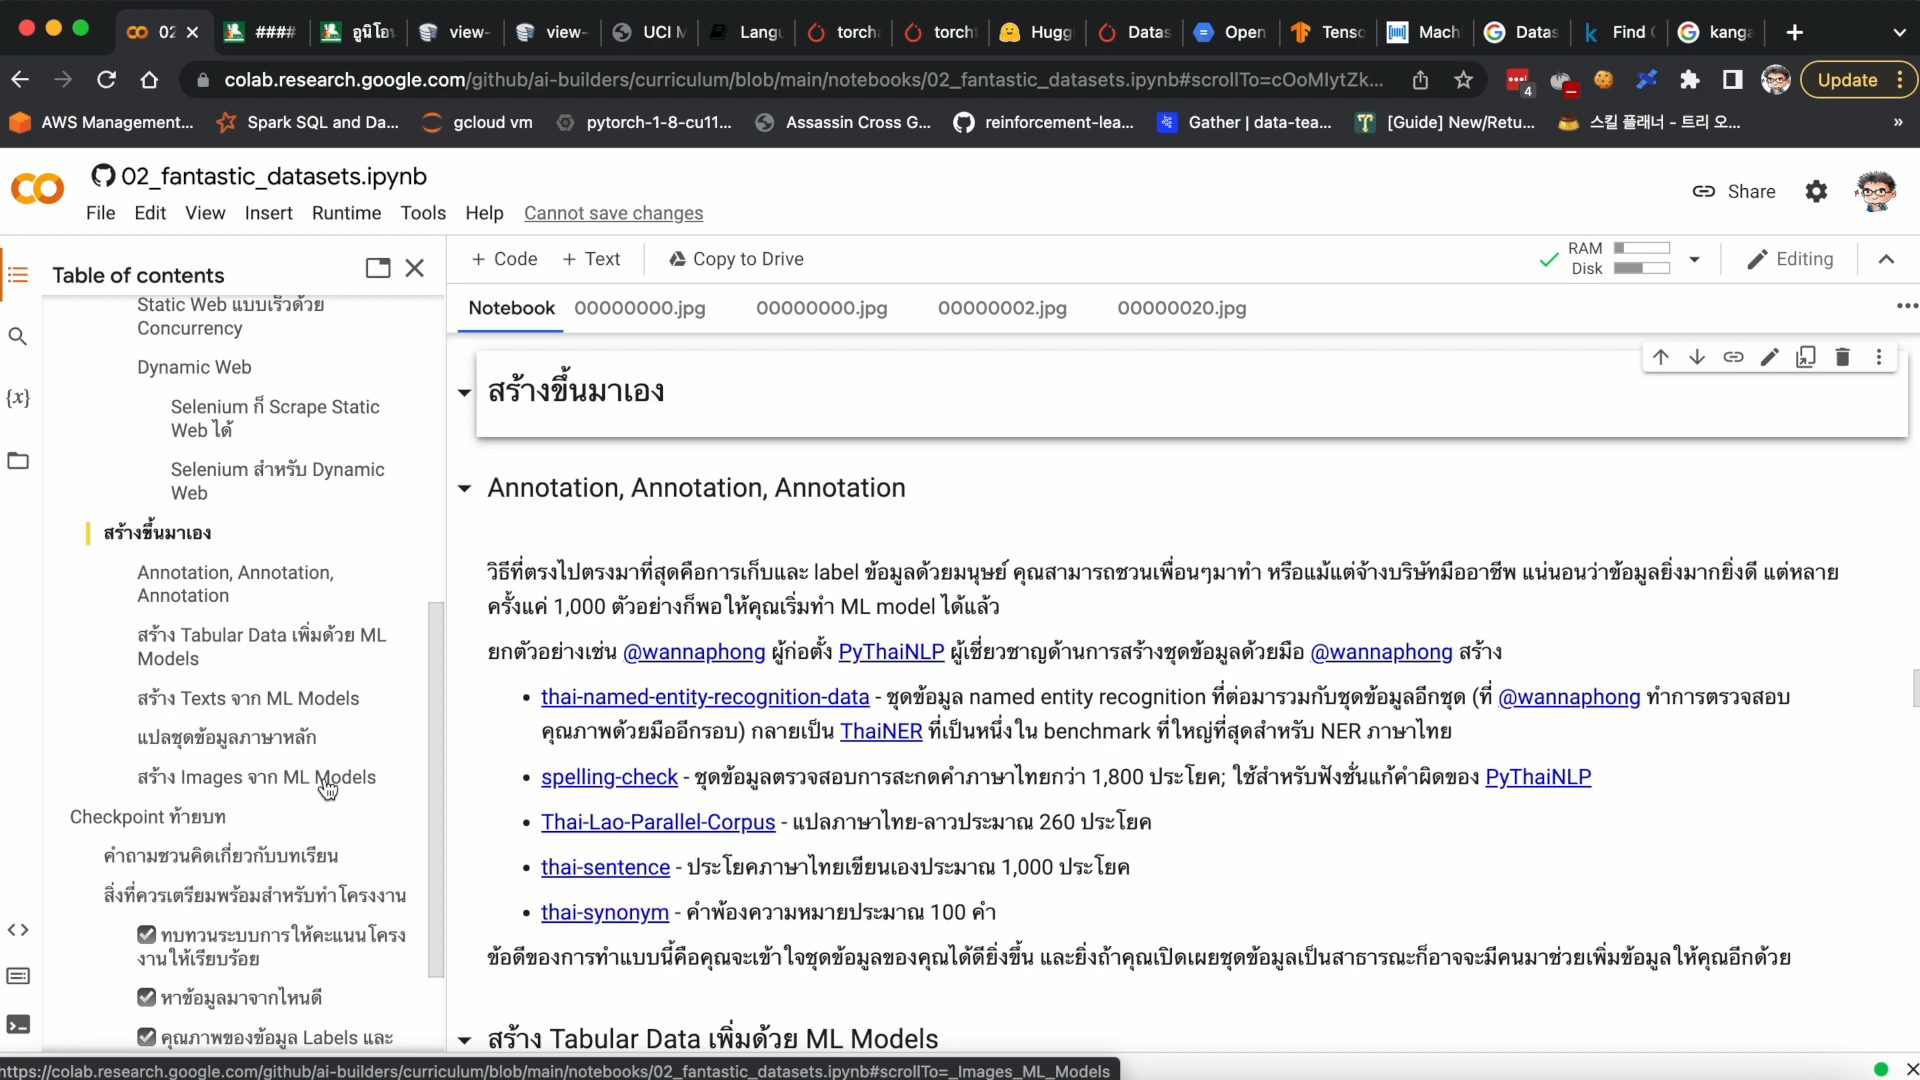 02
####
อูนิโอ
view-
view-
UCI M
Langu
torch
torcht
Hugg
Datas
Open
Tenso
Machi
Datas
Find
kanga
colab.research.google.com/github/ai-builders/curriculum/blob/main/notebooks/02_fantastic_datasets.ipynb#scrollTo=cOoMIytZk...
4
Update
AWS Management...
Spark SQL and Da...
gcloud vm
pytorch-1-8-cu11...
Assassin Cross G...
reinforcement-lea...
Gather | data-tea...
[Guide] New/Retu...
스킬 플래너 - 트리 오...
»
02_fantastic_datasets.ipynb
File Edit View Insert Runtime Tools Help Cannot save changes
Share
+ Code + Text
Copy to Drive
RAM
Disk
Editing
Table of contents
Static Web แบบเร็วด้วย
Concurrency
Dynamic Web
Selenium ก็ Scrape Static
Web ได้
Selenium สำหรับ Dynamic
Web
สร้างขึ้นมาเอง
Annotation, Annotation,
Annotation
สร้าง Tabular Data เพิ่มด้วย ML
Models
สร้าง Texts จาก ML Models
แปลชุดข้อมูลภาษาหลัก
สร้าง Images จาก ML Models
Checkpoint ท้ายบท
คำถามชวนคิดเกี่ยวกับบทเรียน
สิ่งที่ควรเตรียมพร้อมสำหรับทำโครงงาน
ทบทวนระบบการให้คะแนนโครง
งานให้เรียบร้อย
หาข้อมูลมาจากไหนดี
คุณภาพของข้อมูล Labels และ
Notebook 00000000.jpg 00000000.jpg 00000002.jpg 00000020.jpg
สร้างขึ้นมาเอง
Annotation, Annotation, Annotation
วิธีที่ตรงไปตรงมาที่สุดคือการเก็บและ label ข้อมูลด้วยมนุษย์ คุณสามารถชวนเพื่อนๆมาทำ หรือแม้แต่จ้างบริษัทมืออาชีพ แน่นอนว่าข้อมูลยิ่งมากยิ่งดี แต่หลาย
ครั้งแค่ 1,000 ตัวอย่างก็พอให้คุณเริ่มทำ ML model ได้แล้ว
ยกตัวอย่างเช่น @wannaphong ผู้ก่อตั้ง PyThaiNLP ผู้เชี่ยวชาญด้านการสร้างชุดข้อมูลด้วยมือ @wannaphong สร้าง
• thai-named-entity-recognition-data - ชุดข้อมูล named entity recognition ที่ต่อมารวมกับชุดข้อมูลอีกชุด (ที่ @wannaphong ทำการตรวจสอบ
คุณภาพด้วยมืออีกรอบ) กลายเป็น ThaiNER ที่เป็นหนึ่งใน benchmark ที่ใหญ่ที่สุดสำหรับ NER ภาษาไทย
• spelling-check - ชุดข้อมูลตรวจสอบการสะกดคำภาษาไทยกว่า 1,800 ประโยค; ใช้สำหรับฟังชั่นแก้คำผิดของ PyThaiNLP
• Thai-Lao-Parallel-Corpus - แปลภาษาไทย-ลาวประมาณ 260 ประโยค
• thai-sentence - ประโยคภาษาไทยเขียนเองประมาณ 1,000 ประโยค
• thai-synonym - คำพ้องความหมายประมาณ 100 คำ
ข้อดีของการทำแบบนี้คือคุณจะเข้าใจชุดข้อมูลของคุณได้ดียิ่งขึ้น และยิ่งถ้าคุณเปิดเผยชุดข้อมูลเป็นสาธารณะก็อาจจะมีคนมาช่วยเพิ่มข้อมูลให้คุณอีกด้วย
สร้าง Tabular Data เพิ่มด้วย ML Models
https://colab.research.google.com/github/ai-builders/curriculum/blob/main/notebooks/02_fantastic_datasets.ipynb#scrollTo=_Images_ML_Models